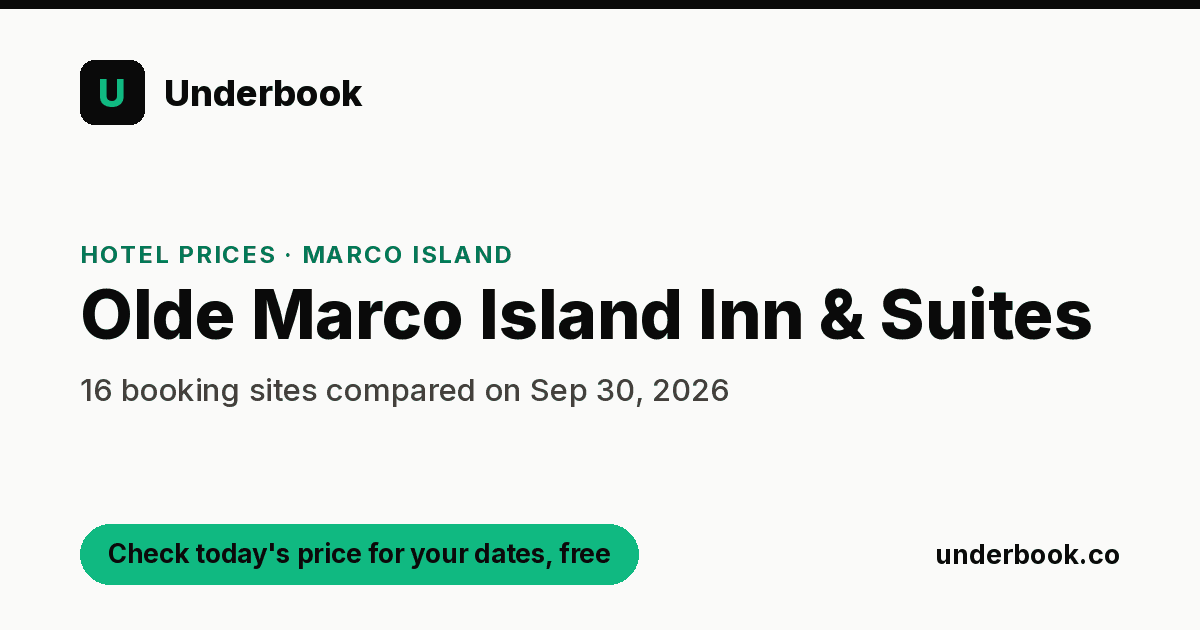 U Underbook
HOTEL PRICES · MARCO ISLAND
Olde Marco Island Inn & Suites
16 booking sites compared on Sep 30, 2026
Check today's price for your dates, free
underbook.co